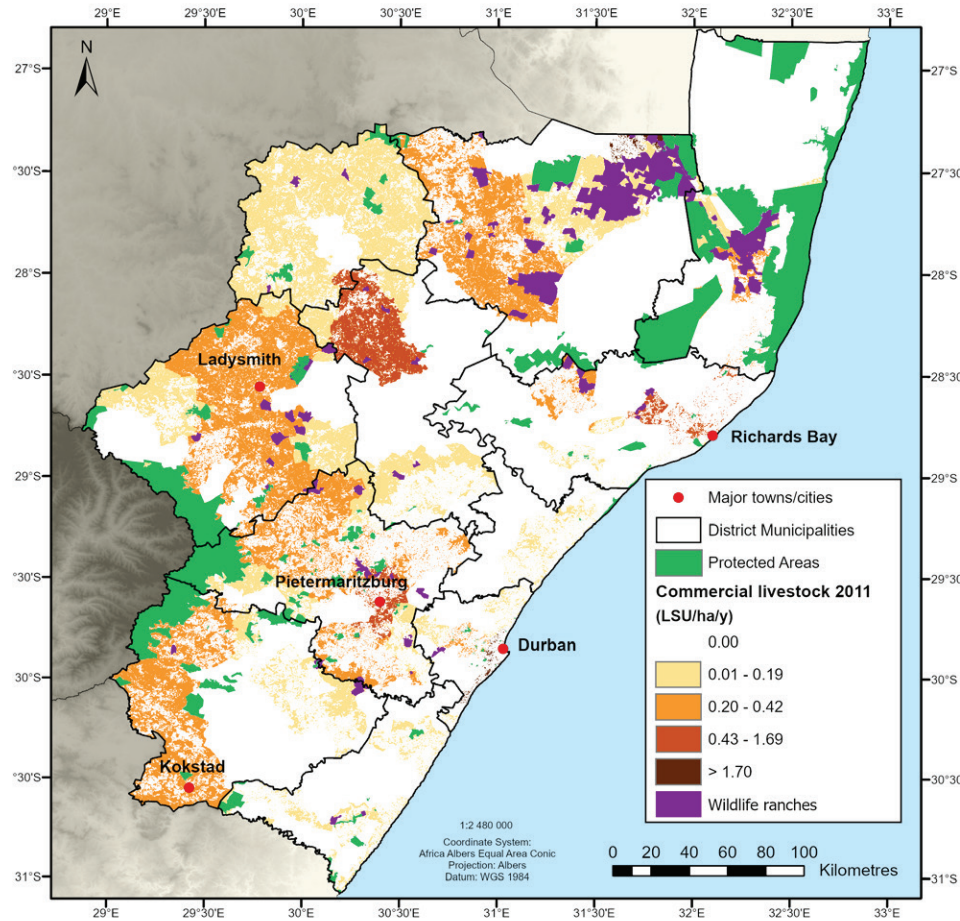 29°E 29°30'E 30°E 30°30'E 31°E 31°30'E 32°E 32°30'E 33°E
N
27°S
27°S
°30'S
27°30'S
28°S
28°S
Ladysmith
°30'S
28°30'S
Richards Bay
29°S
29°S
Major towns/cities
District Municipalities
Protected Areas
Commercial livestock 2011
(LSU/ha/y)
0.00
0.01 - 0.19
0.20 - 0.42
0.43 - 1.69
> 1.70
Wildlife ranches
°30'S
29°30'S
Pietermaritzburg
Durban
30°S
30°S
Kokstad
°30'S
30°30'S
1:2 480 000
Coordinate System:
Africa Albers Equal Area Conic
Projection: Albers
Datum: WGS 1984
0 20 40 60 80 100
Kilometres
31°S
31°S
29°E 29°30'E 30°E 30°30'E 31°E 31°30'E 32°E 32°30'E 33°E